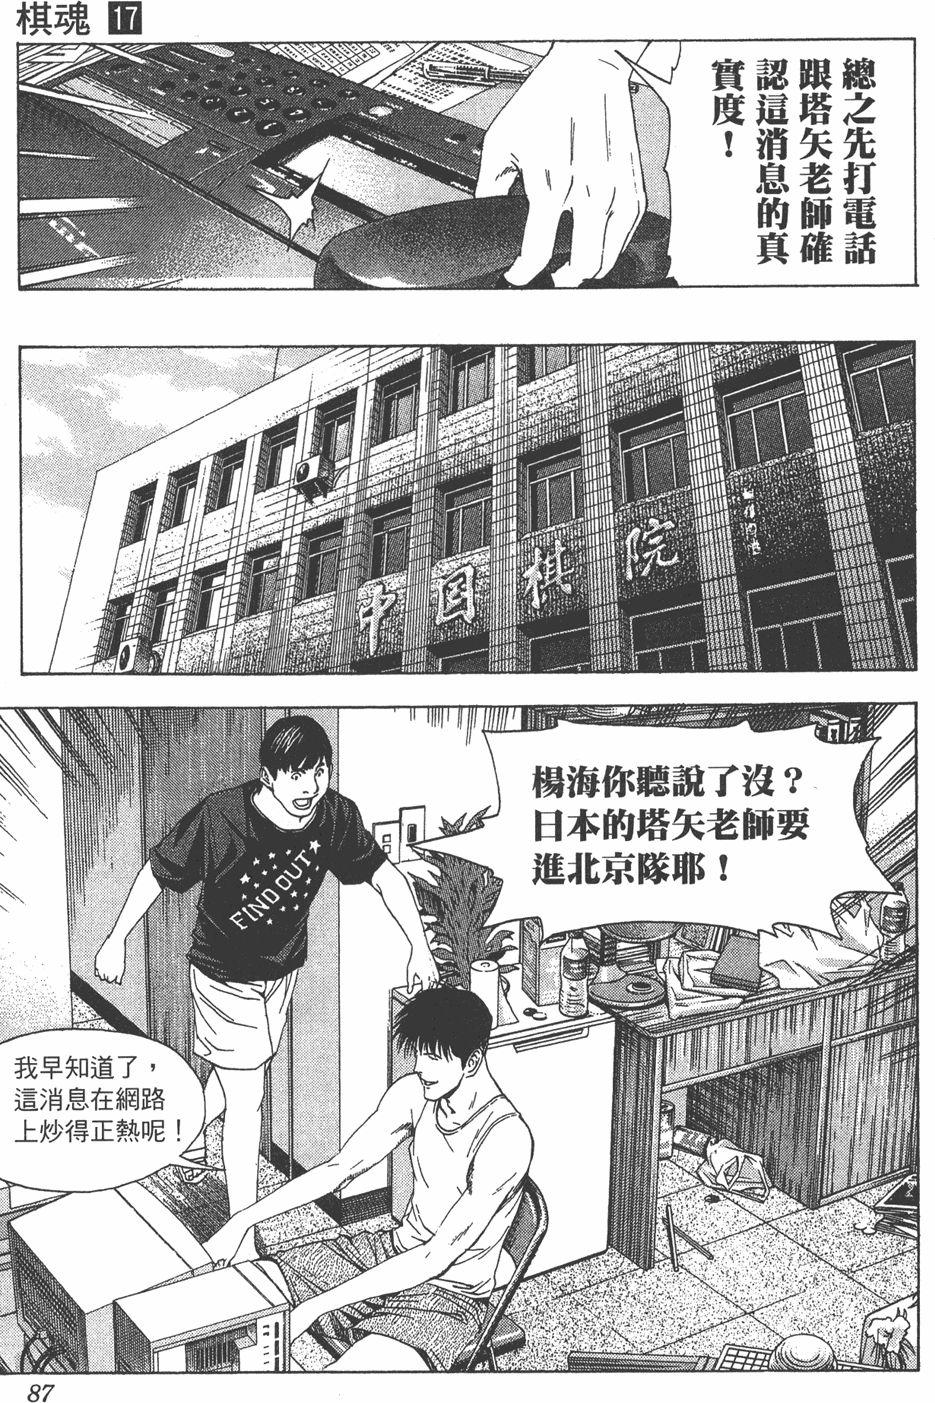 棋魂 17
總之先打電話
跟塔矢老師確
認這消息的真
實度！
中国棋院
楊海你聽說了沒？
日本的塔矢老師要
進北京隊耶！
FIND OUT
我早知道了，
這消息在網路
上炒得正熱呢！
87